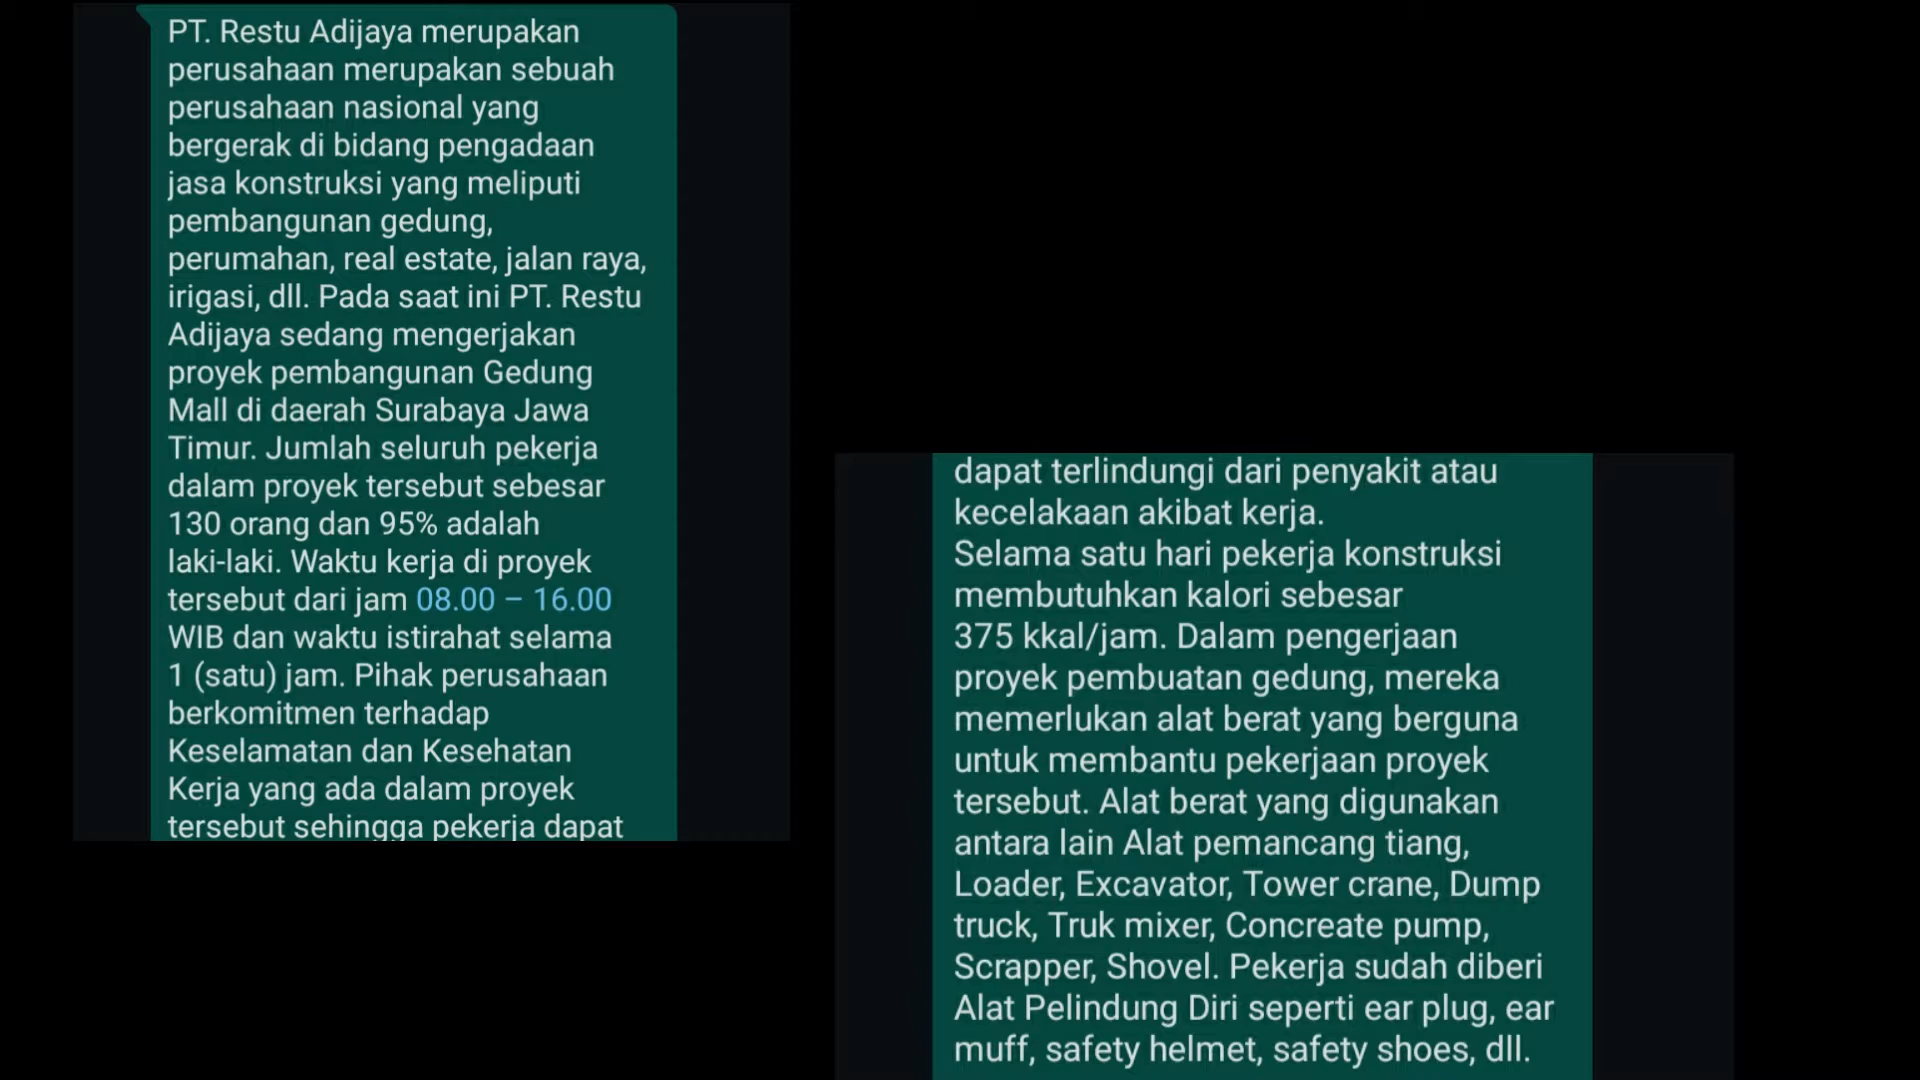 PT. Restu Adijaya merupakan
perusahaan merupakan sebuah
perusahaan nasional yang
bergerak di bidang pengadaan
jasa konstruksi yang meliputi
pembangunan gedung,
perumahan, real estate, jalan raya,
irigasi, dll. Pada saat ini PT. Restu
Adijaya sedang mengerjakan
proyek pembangunan Gedung
Mall di daerah Surabaya Jawa
Timur. Jumlah seluruh pekerja
dalam proyek tersebut sebesar
130 orang dan 95% adalah
laki-laki. Waktu kerja di proyek
tersebut dari jam 08.00 – 16.00
WIB dan waktu istirahat selama
1 (satu) jam. Pihak perusahaan
berkomitmen terhadap
Keselamatan dan Kesehatan
Kerja yang ada dalam proyek
tersebut sehingga pekerja dapat
dapat terlindungi dari penyakit atau
kecelakaan akibat kerja.
Selama satu hari pekerja konstruksi
membutuhkan kalori sebesar
375 kkal/jam. Dalam pengerjaan
proyek pembuatan gedung, mereka
memerlukan alat berat yang berguna
untuk membantu pekerjaan proyek
tersebut. Alat berat yang digunakan
antara lain Alat pemancang tiang,
Loader, Excavator, Tower crane, Dump
truck, Truk mixer, Concreate pump,
Scrapper, Shovel. Pekerja sudah diberi
Alat Pelindung Diri seperti ear plug, ear
muff, safety helmet, safety shoes, dll.